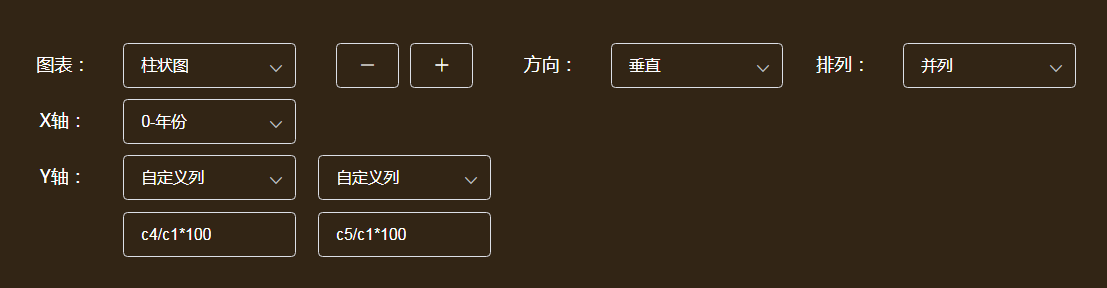 图表： 柱状图 − + 方向： 垂直 排列： 并列
X轴： 0-年份
Y轴： 自定义列 自定义列
c4/c1*100 c5/c1*100